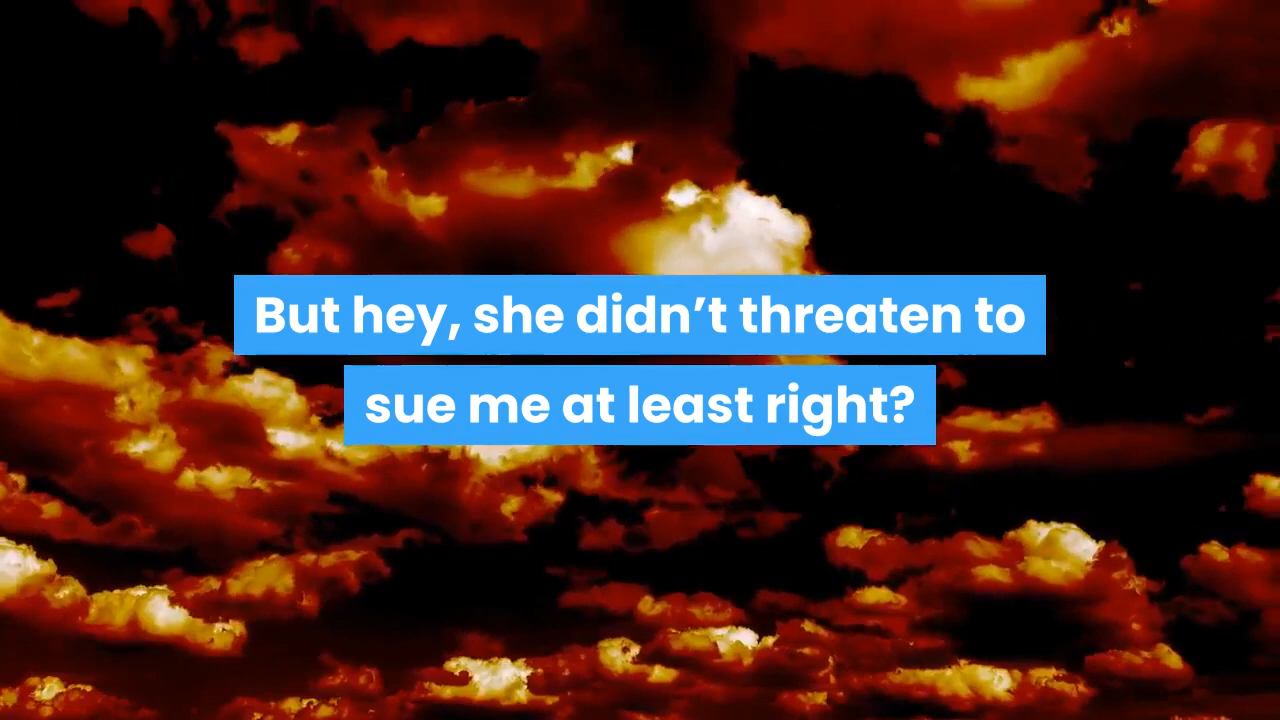 But hey, she didn’t threaten to
sue me at least right?